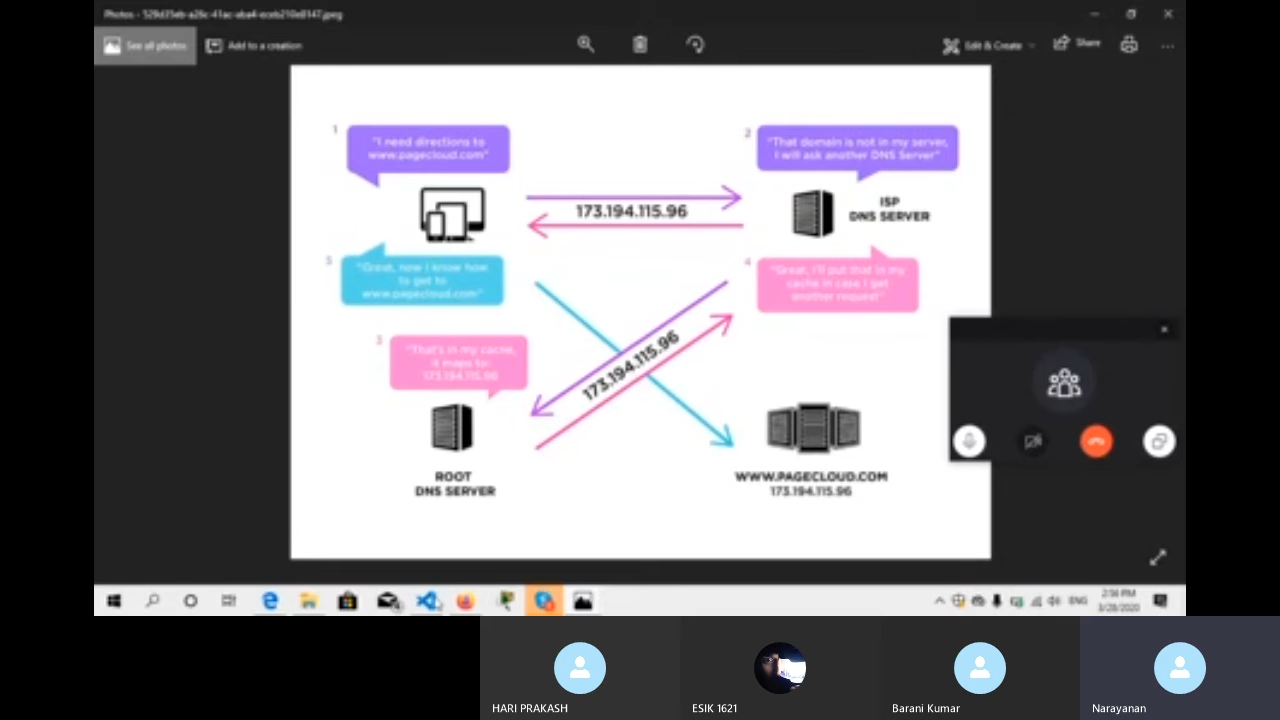 See all photos
Add to a creation
Edit & Create
Share
1
"I need directions to
www.pagecloud.com"
2
"That domain is not in my server,
I will ask another DNS Server"
173.194.115.96
ISP
DNS SERVER
5
"Great, now I know how
to get to
www.pagecloud.com"
4
"Great, I'll put that in my
cache in case I get
another request"
3
"That's in my cache,
it maps to:
173.194.115.96
173.194.115.96
ROOT
DNS SERVER
WWW.PAGECLOUD.COM
173.194.115.96
ENG
2:56 PM
3/28/2020
HARI PRAKASH
ESIK 1621
Barani Kumar
Narayanan